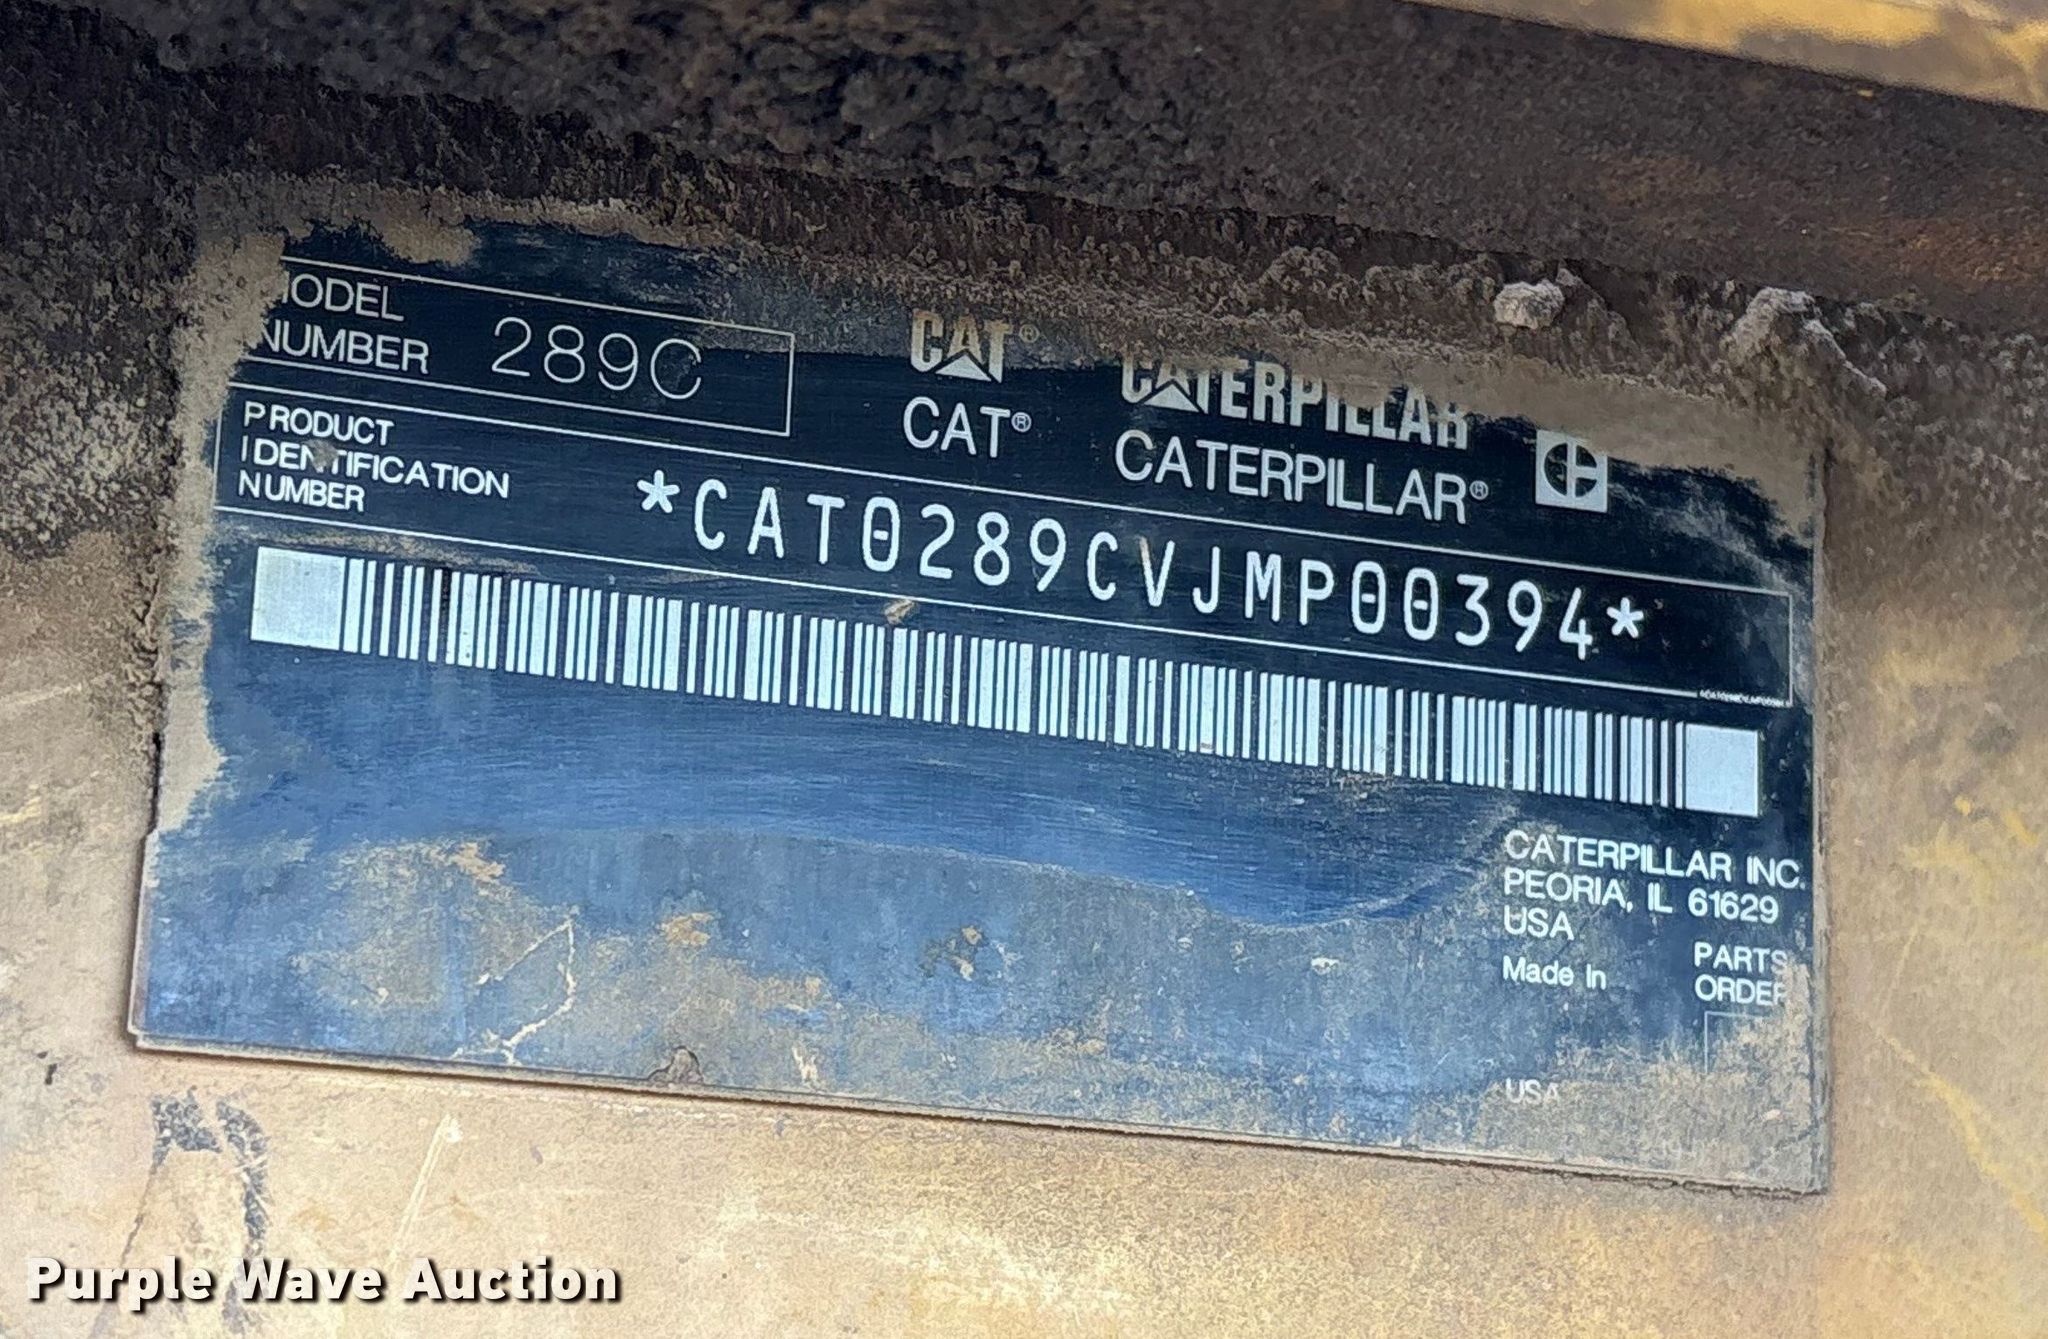 MODEL
NUMBER 289C
CAT®
CATERPILLAR
CAT®
CATERPILLAR®
PRODUCT
IDENTIFICATION
NUMBER
*CAT0289CVJMP00394*
CATERPILLAR INC.
PEORIA, IL 61629
USA
Made In
PARTS
ORDER
USA
Purple Wave Auction